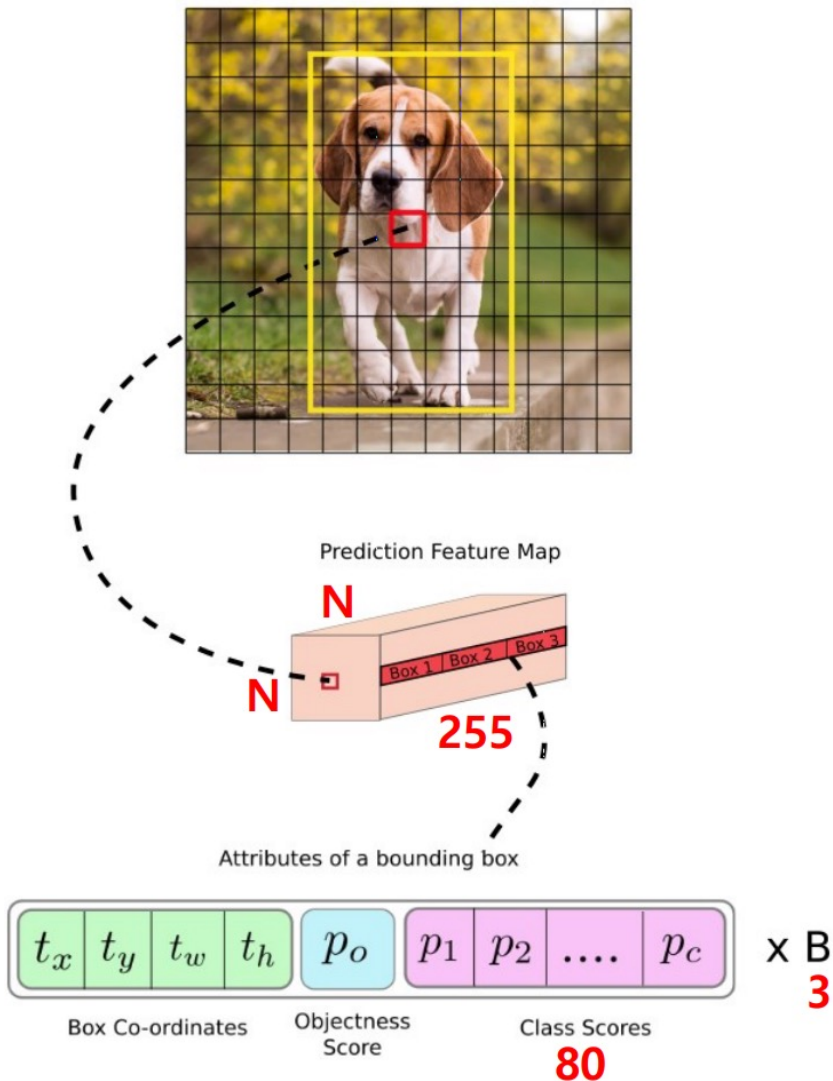 Prediction Feature Map
N
N
Box 1 Box 2 Box 3
255
Attributes of a bounding box
t_x t_y t_w t_h p_o p_1 p_2 .... p_c x B
3
Box Co-ordinates Objectness Score Class Scores
80